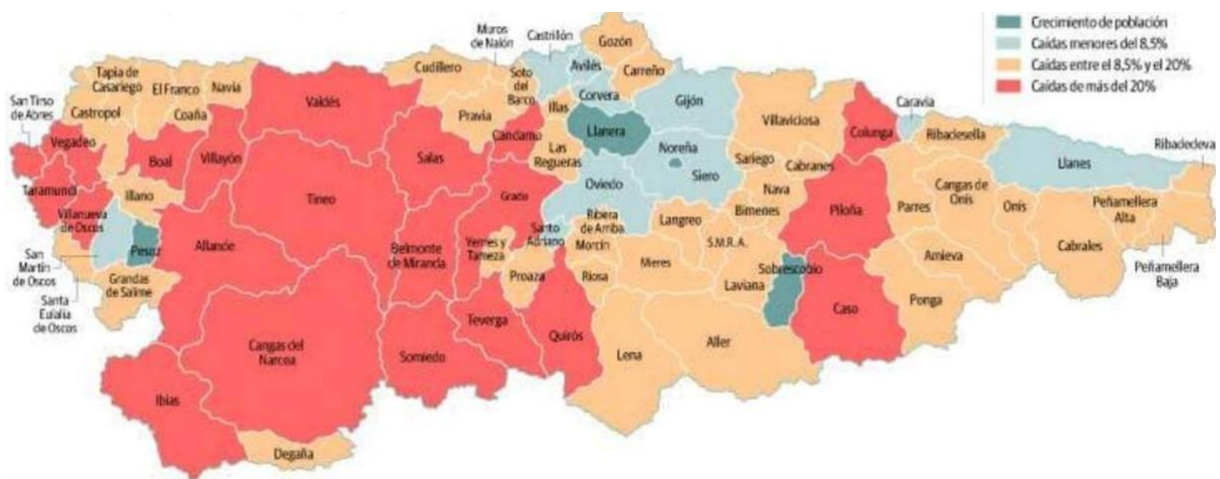 Crecimiento de población
Caídas menores del 8,5%
Caídas entre el 8,5% y el 20%
Caídas de más del 20%
Muros
de Nalón
Castrillón
Gozón
Tapia de
Casariego
El Franco
Navia
Coaña
Castropol
San Tirso
de Abres
Vegadeo
Valdés
Cudillero
Soto
del
Barco
Avilés
Carreño
Corvera
Illas
Pravia
Candamo
Gijón
Llanera
Villaviciosa
Colunga
Caravia
Ribadesella
Llanes
Ribadedeva
Boal
Villayón
Salas
Las
Regueras
Noreña
Siero
Sariego
Cabranes
Taramundi
Illano
Tineo
Grado
Oviedo
Nava
Piloña
Parres
Cangas de
Onís
Onís
Peñamellera
Alta
Villanueva
de Oscos
Pesoz
Allande
Belmonte
de Miranda
Yernes y
Tameza
Santo
Adriano
Ribera
de Arriba
Morcín
Langreo
Bimenes
S.M.R.A.
San
Martín
de Oscos
Grandas
de Salime
Proaza
Riosa
Mieres
Laviana
Sobrescobio
Amieva
Cabrales
Peñamellera
Baja
Santa
Eulalia
de Oscos
Cangas del
Narcea
Somiedo
Teverga
Quirós
Lena
Aller
Caso
Ponga
Ibias
Degaña